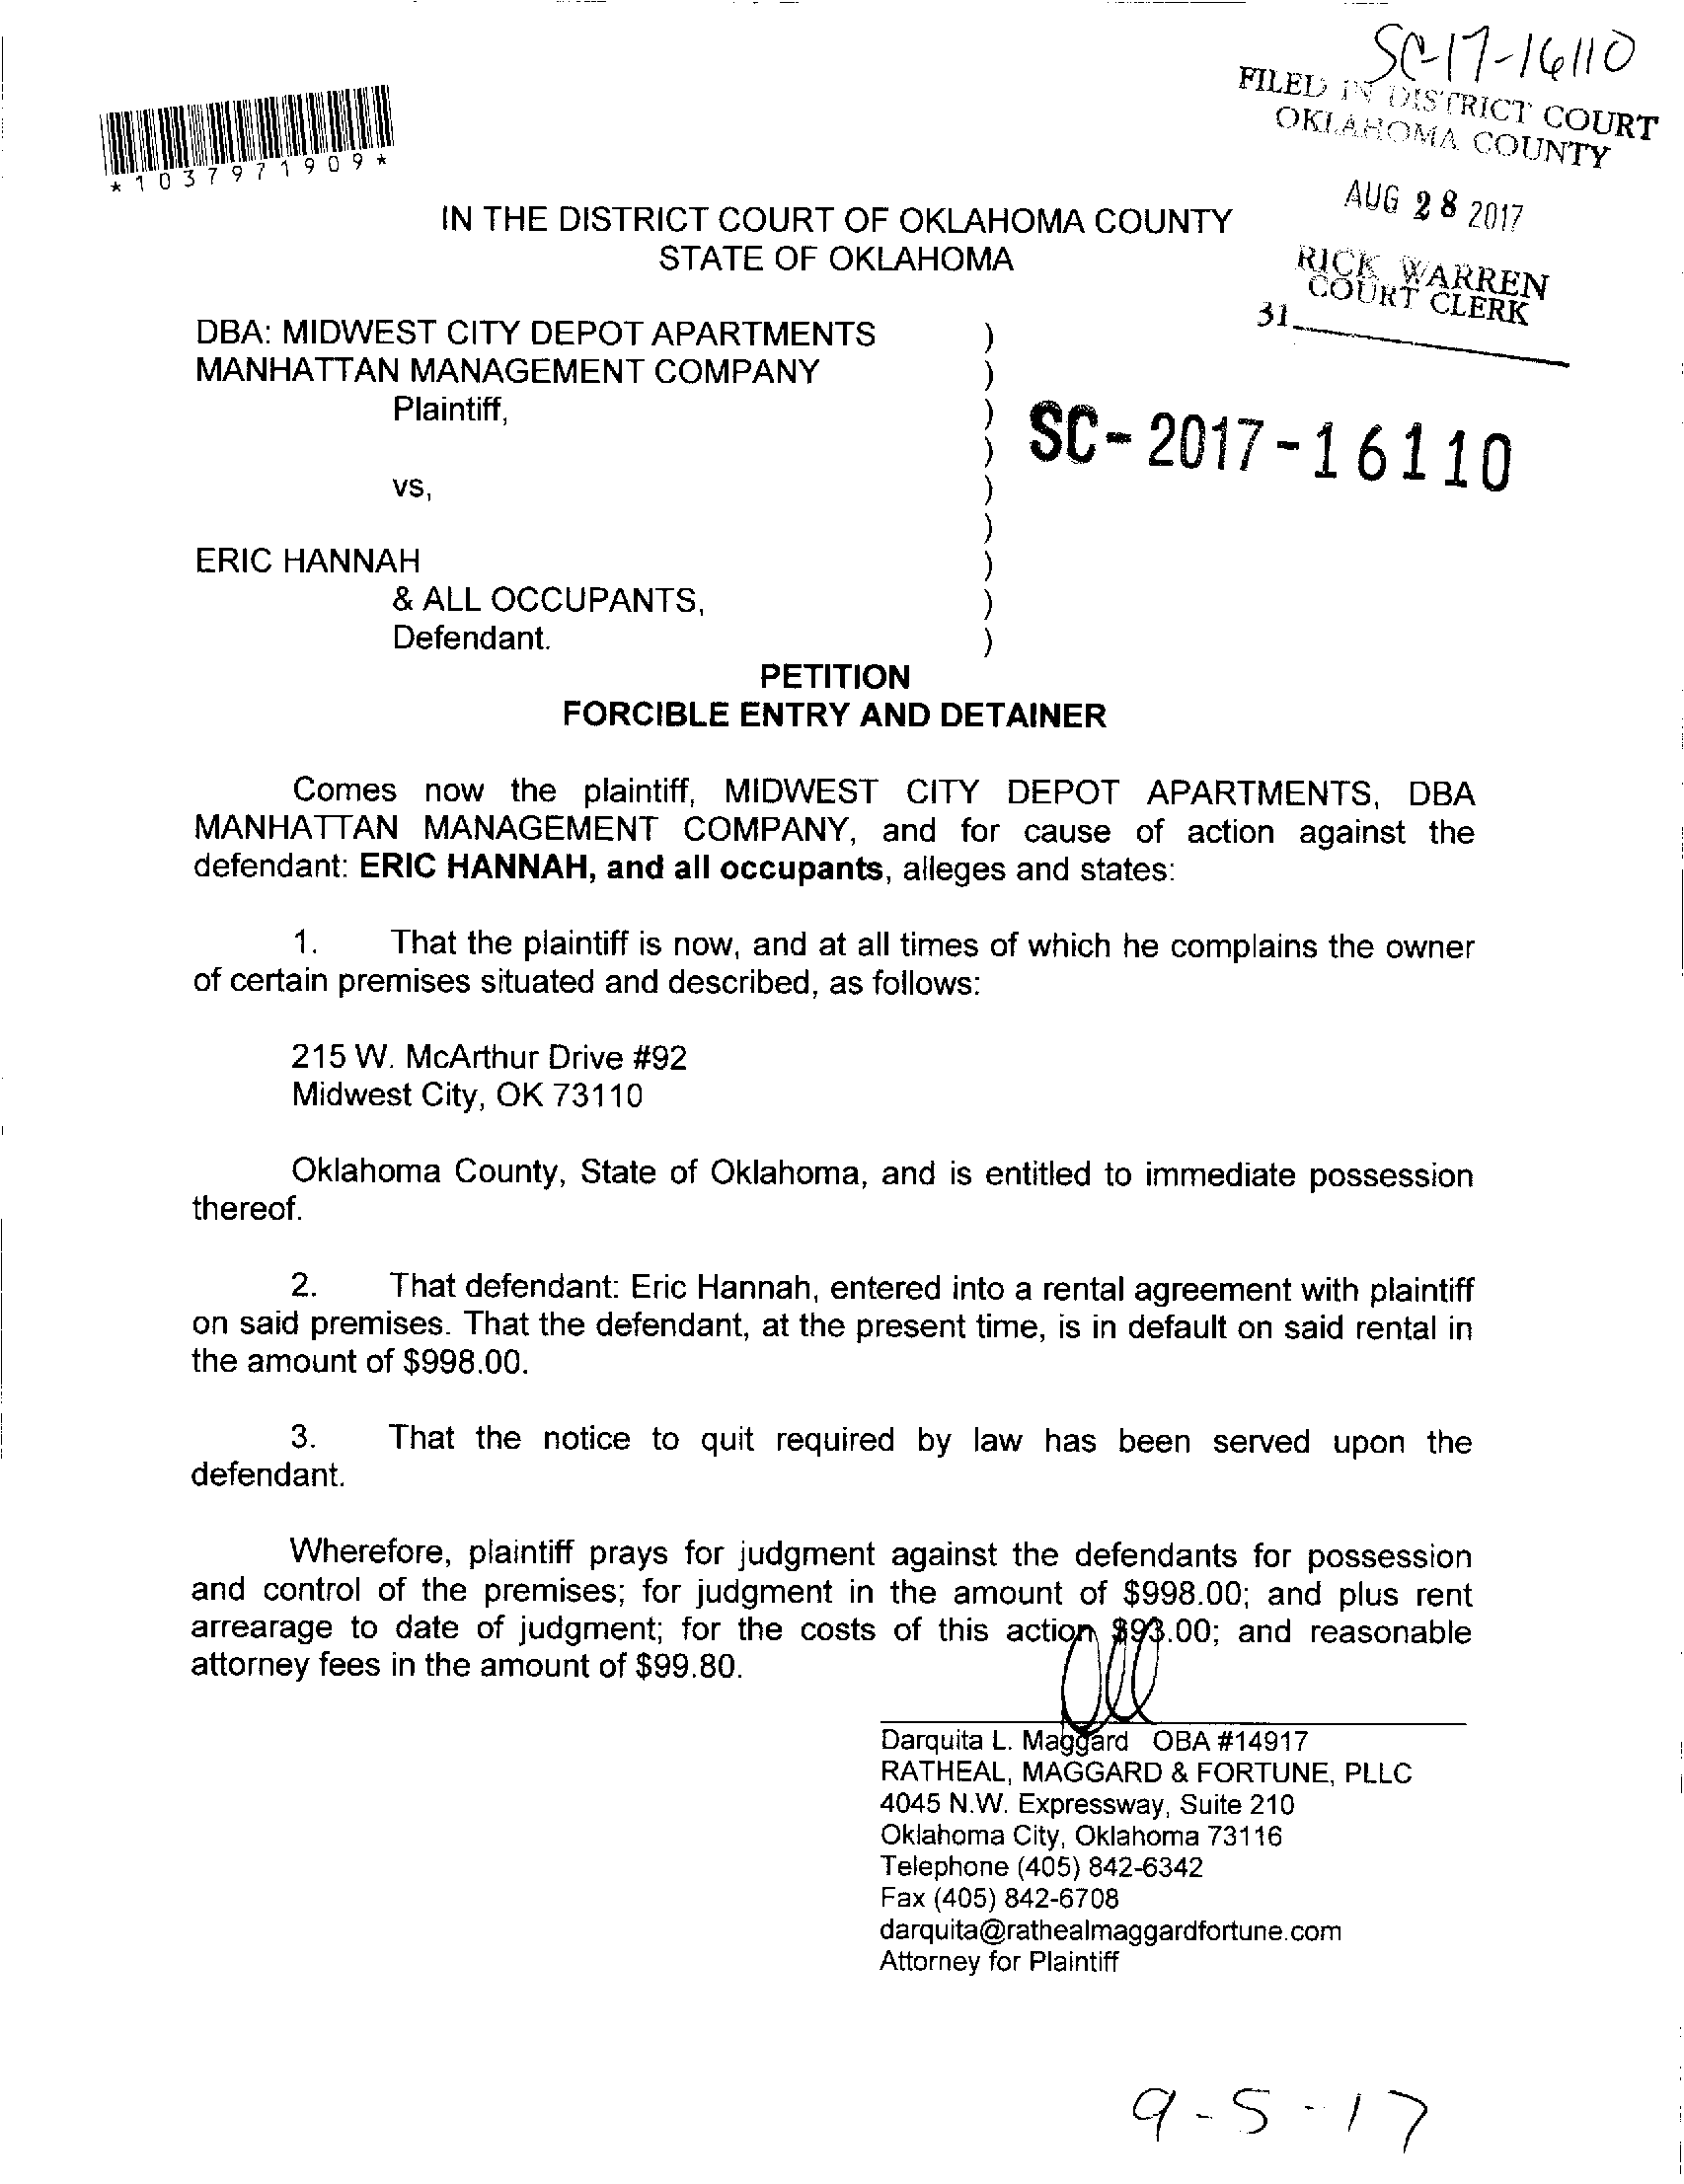 SC-17-16110
FILED IN DISTRICT COURT
OKLAHOMA COUNTY
*1037971909*
AUG 28 2017
IN THE DISTRICT COURT OF OKLAHOMA COUNTY
STATE OF OKLAHOMA
RICK WARREN
COURT CLERK
31
DBA: MIDWEST CITY DEPOT APARTMENTS )
MANHATTAN MANAGEMENT COMPANY )
Plaintiff, )
)
SC-2017-16110
vs, )
)
ERIC HANNAH )
& ALL OCCUPANTS, )
Defendant. )
PETITION
FORCIBLE ENTRY AND DETAINER
Comes now the plaintiff, MIDWEST CITY DEPOT APARTMENTS, DBA
MANHATTAN MANAGEMENT COMPANY, and for cause of action against the
defendant: ERIC HANNAH, and all occupants, alleges and states:
1. That the plaintiff is now, and at all times of which he complains the owner
of certain premises situated and described, as follows:
215 W. McArthur Drive #92
Midwest City, OK 73110
Oklahoma County, State of Oklahoma, and is entitled to immediate possession
thereof.
2. That defendant: Eric Hannah, entered into a rental agreement with plaintiff
on said premises. That the defendant, at the present time, is in default on said rental in
the amount of $998.00.
3. That the notice to quit required by law has been served upon the
defendant.
Wherefore, plaintiff prays for judgment against the defendants for possession
and control of the premises; for judgment in the amount of $998.00; and plus rent
arrearage to date of judgment; for the costs of this action $93.00; and reasonable
attorney fees in the amount of $99.80.
Darquita L. Maggard OBA #14917
RATHEAL, MAGGARD & FORTUNE, PLLC
4045 N.W. Expressway, Suite 210
Oklahoma City, Oklahoma 73116
Telephone (405) 842-6342
Fax (405) 842-6708
darquita@rathealmaggardfortune.com
Attorney for Plaintiff
9-5-17